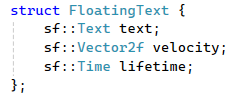 struct FloatingText {
    sf::Text text;
    sf::Vector2f velocity;
    sf::Time lifetime;
};